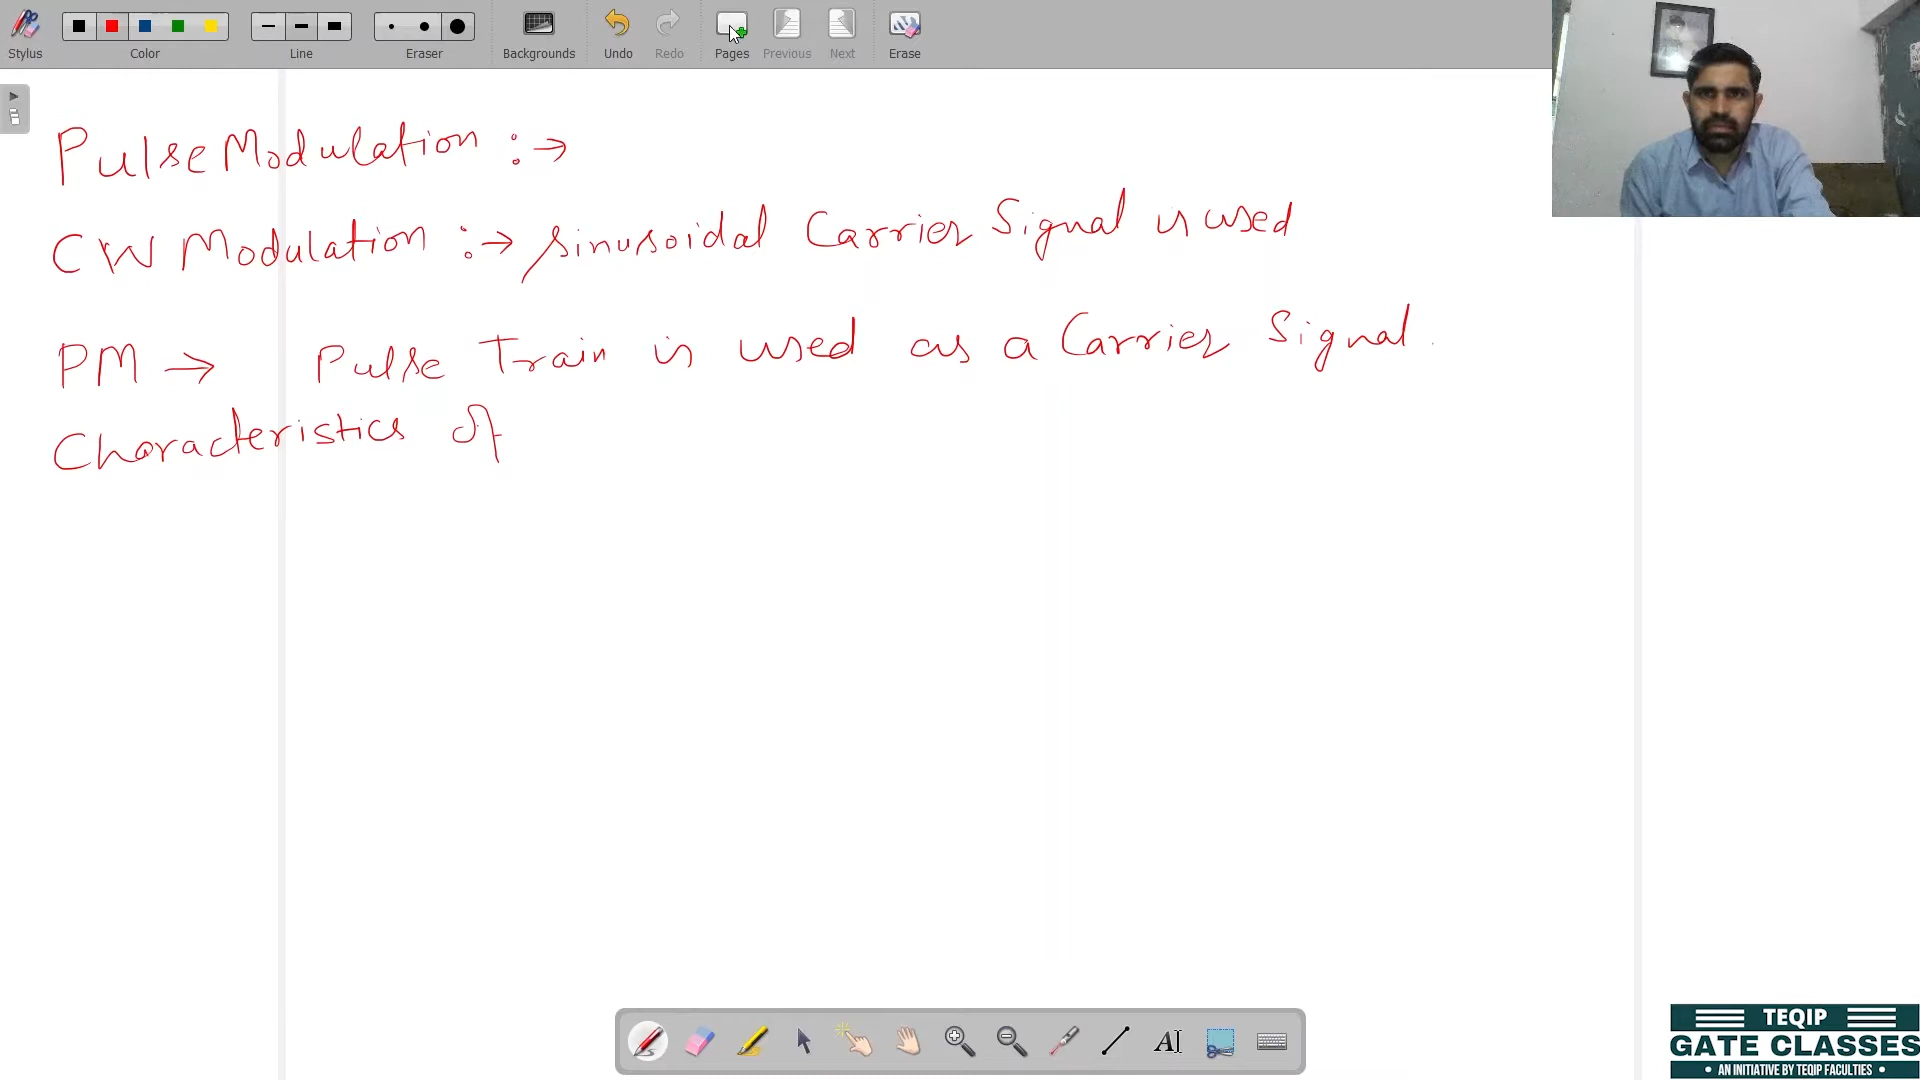 Stylus Color Line Eraser Backgrounds Undo Redo Pages Previous Next Erase
Pulse Modulation :→
CW Modulation :→ sinusoidal Carrier Signal is used
PM → Pulse Train is used as a Carrier Signal.
Characteristics of
TEQIP
GATE CLASSES
• AN INITIATIVE BY TEQIP FACULTIES •